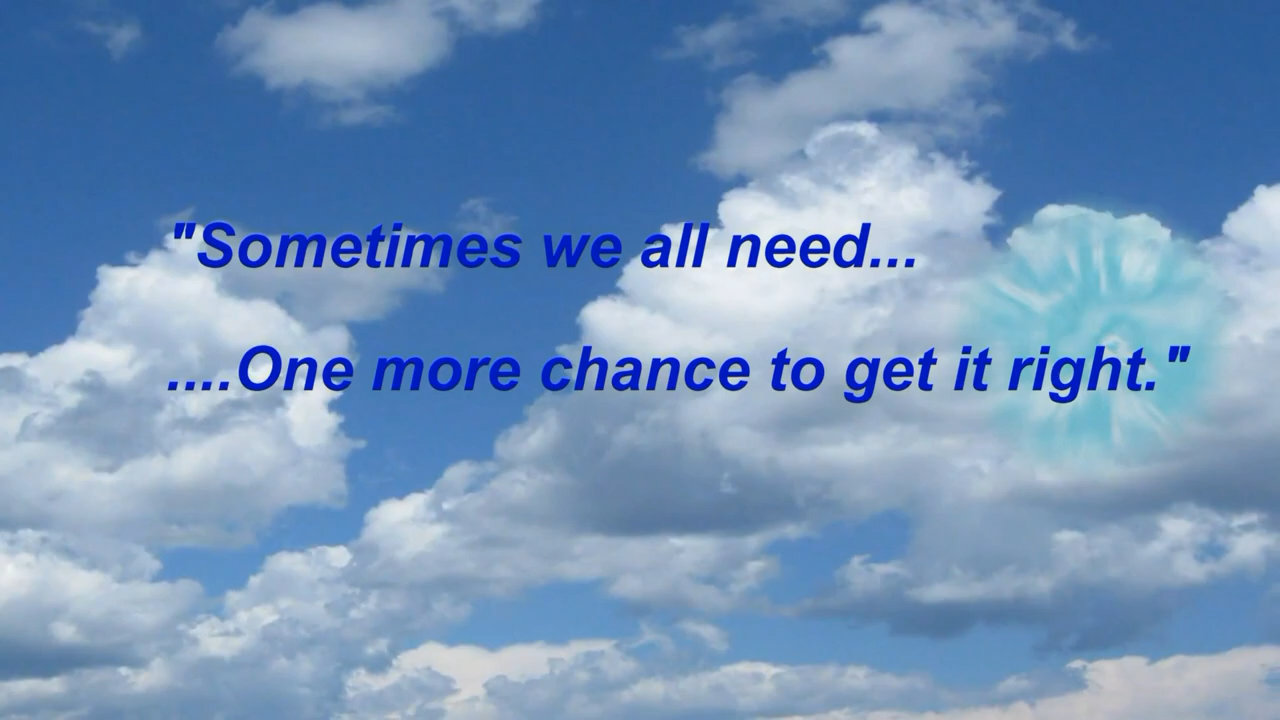 "Sometimes we all need...
....One more chance to get it right."